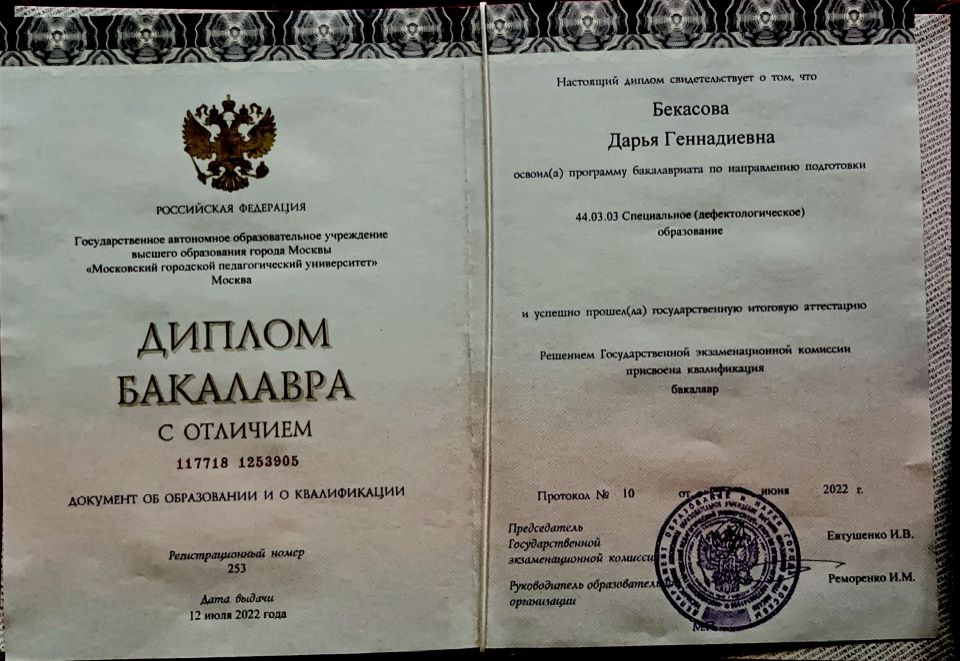 РОССИЙСКАЯ ФЕДЕРАЦИЯ
Государственное автономное образовательное учреждение
высшего образования города Москвы
«Московский городской педагогический университет»
Москва
ДИПЛОМ
БАКАЛАВРА
С ОТЛИЧИЕМ
117718 1253905
ДОКУМЕНТ ОБ ОБРАЗОВАНИИ И О КВАЛИФИКАЦИИ
Регистрационный номер
253
Дата выдачи
12 июля 2022 года
Настоящий диплом свидетельствует о том, что
Бекасова
Дарья Геннадиевна
освоил(а) программу бакалавриата по направлению подготовки
44.03.03 Специальное (дефектологическое)
образование
и успешно прошел(ла) государственную итоговую аттестацию
Решением Государственной экзаменационной комиссии
присвоена квалификация
бакалавр
Протокол № 10 от июня 2022 г.
Председатель
Государственной
экзаменационной комиссии
Евтушенко И.В.
Руководитель образователь
организации
Реморенко И.М.
М.П.